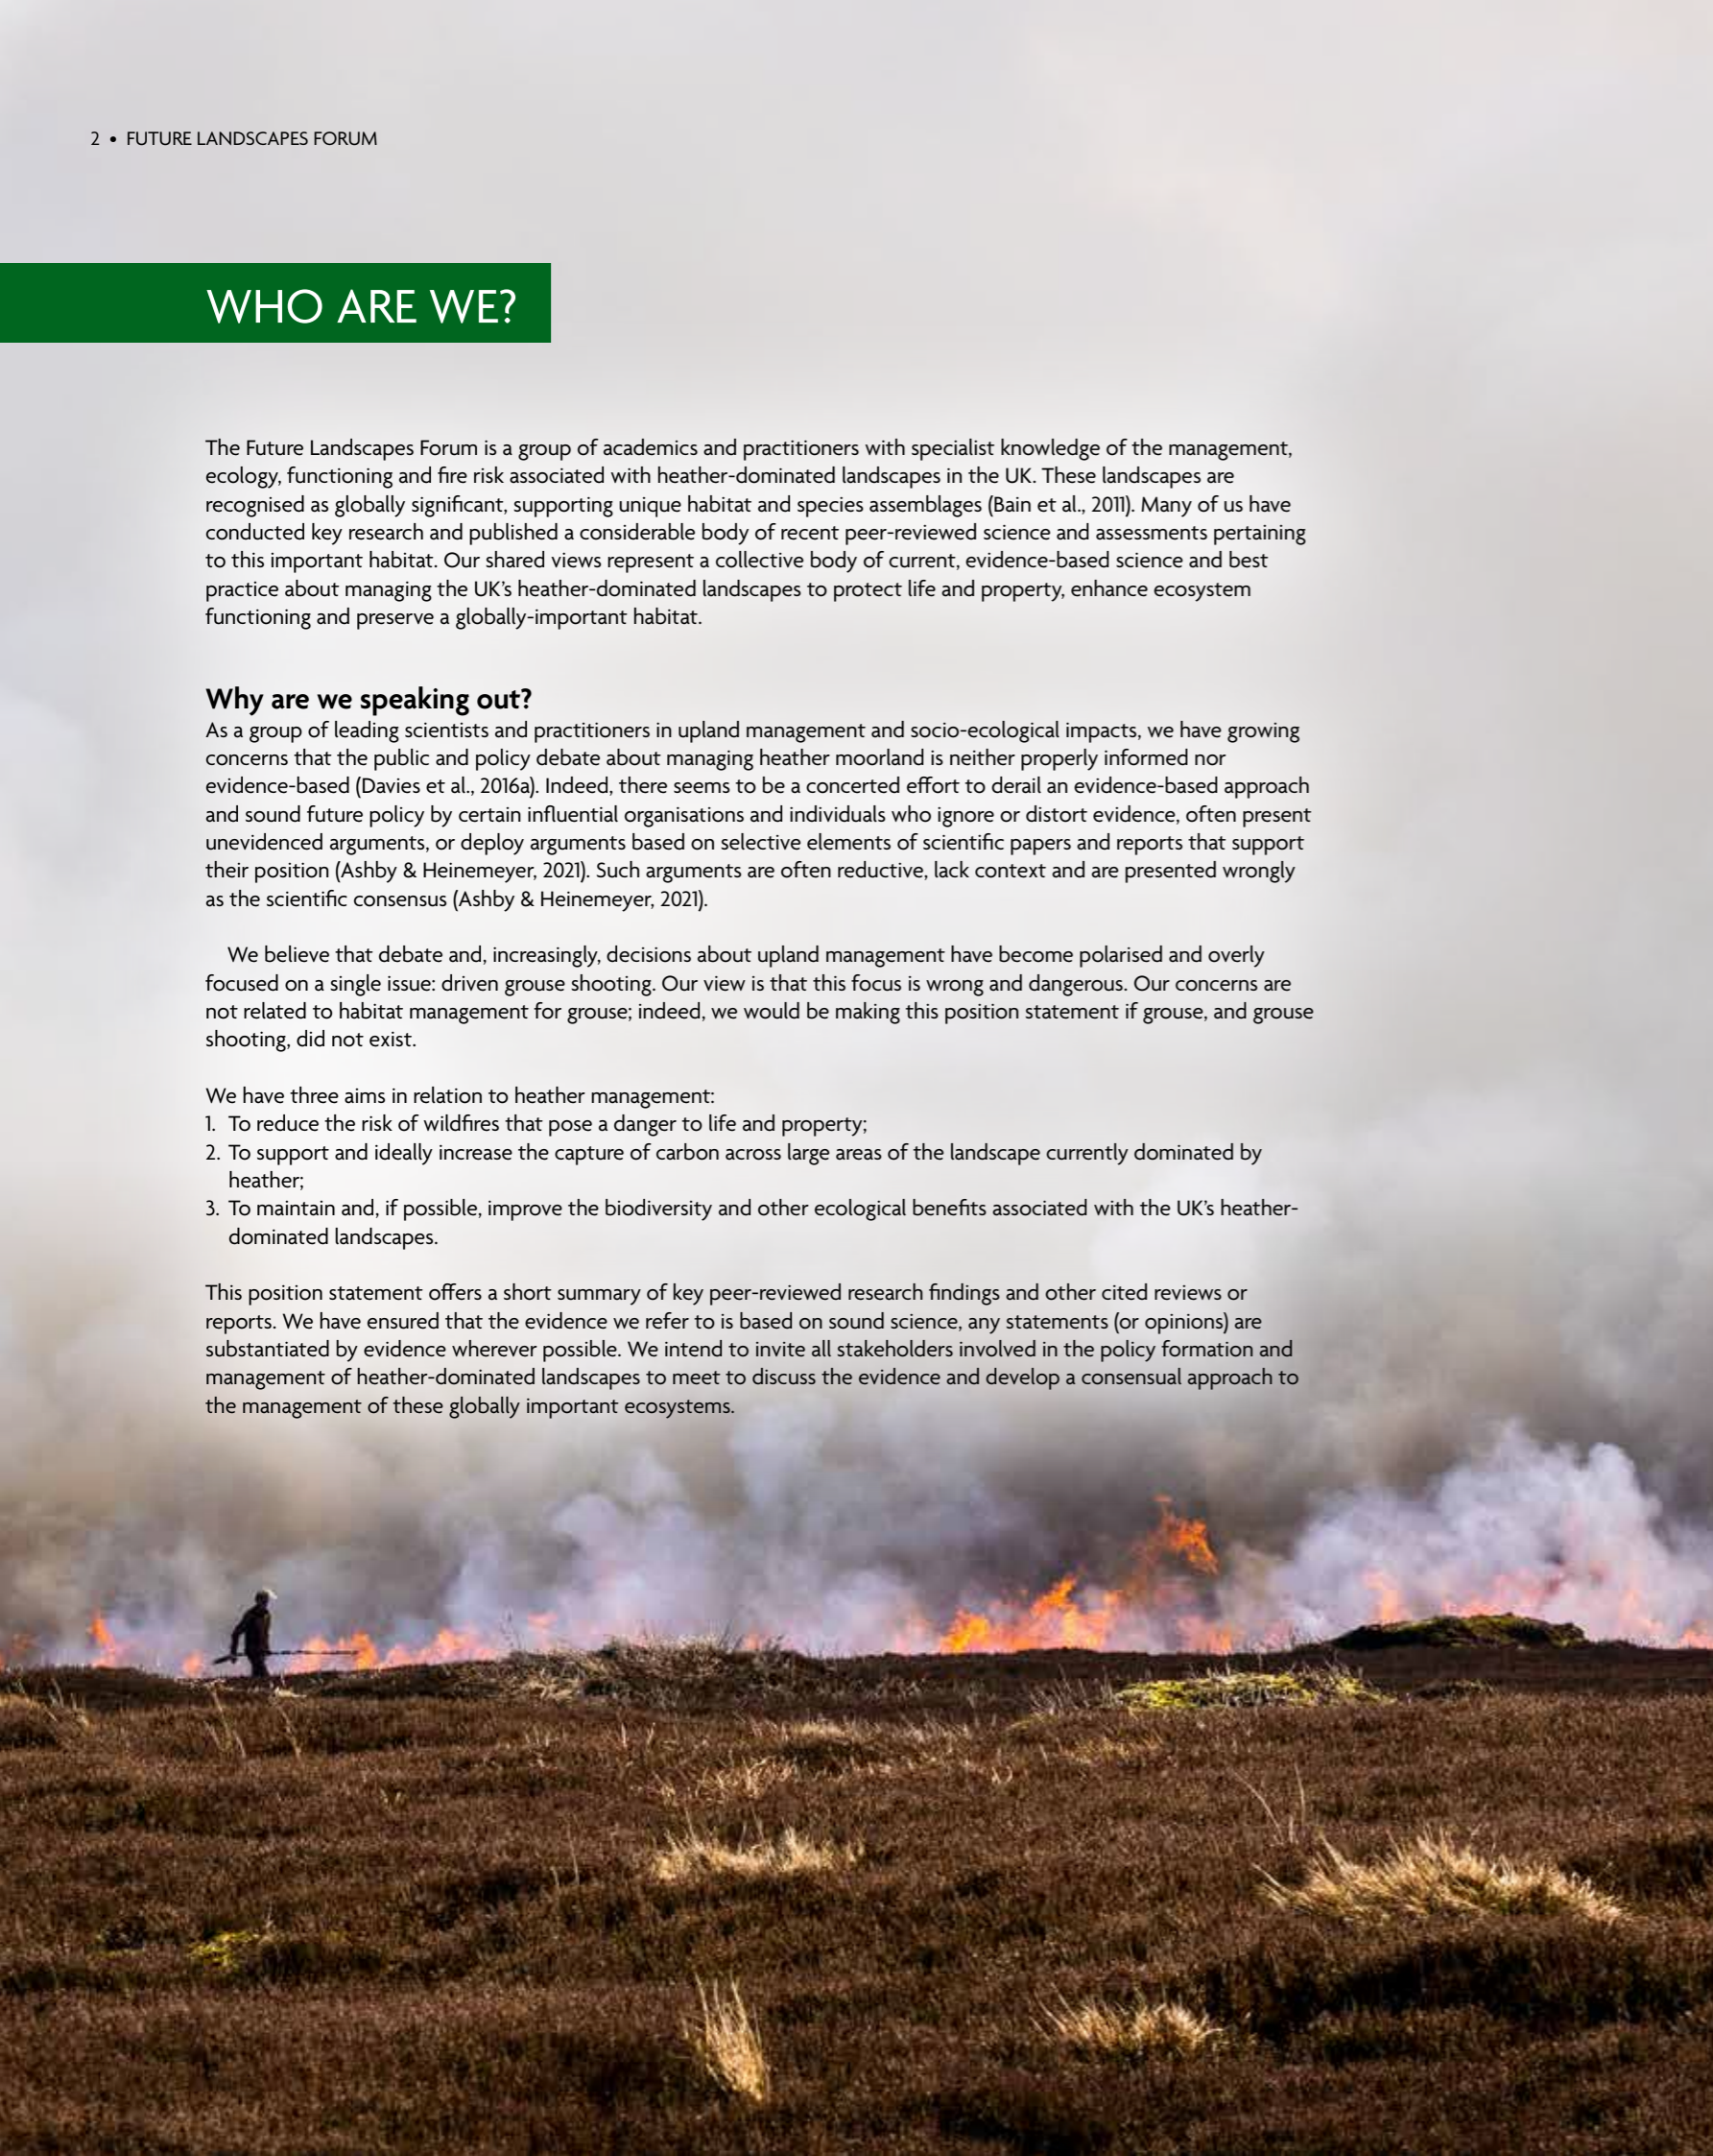 2 • FUTURE LANDSCAPES FORUM
WHO ARE WE?
The Future Landscapes Forum is a group of academics and practitioners with specialist knowledge of the management,
ecology, functioning and fire risk associated with heather-dominated landscapes in the UK. These landscapes are
recognised as globally significant, supporting unique habitat and species assemblages (Bain et al., 2011). Many of us have
conducted key research and published a considerable body of recent peer-reviewed science and assessments pertaining
to this important habitat. Our shared views represent a collective body of current, evidence-based science and best
practice about managing the UK's heather-dominated landscapes to protect life and property, enhance ecosystem
functioning and preserve a globally-important habitat.
Why are we speaking out?
As a group of leading scientists and practitioners in upland management and socio-ecological impacts, we have growing
concerns that the public and policy debate about managing heather moorland is neither properly informed nor
evidence-based (Davies et al., 2016a). Indeed, there seems to be a concerted effort to derail an evidence-based approach
and sound future policy by certain influential organisations and individuals who ignore or distort evidence, often present
unevidenced arguments, or deploy arguments based on selective elements of scientific papers and reports that support
their position (Ashby & Heinemeyer, 2021). Such arguments are often reductive, lack context and are presented wrongly
as the scientific consensus (Ashby & Heinemeyer, 2021).
We believe that debate and, increasingly, decisions about upland management have become polarised and overly
focused on a single issue: driven grouse shooting. Our view is that this focus is wrong and dangerous. Our concerns are
not related to habitat management for grouse; indeed, we would be making this position statement if grouse, and grouse
shooting, did not exist.
We have three aims in relation to heather management:
1. To reduce the risk of wildfires that pose a danger to life and property;
2. To support and ideally increase the capture of carbon across large areas of the landscape currently dominated by
heather;
3. To maintain and, if possible, improve the biodiversity and other ecological benefits associated with the UK's heather-
dominated landscapes.
This position statement offers a short summary of key peer-reviewed research findings and other cited reviews or
reports. We have ensured that the evidence we refer to is based on sound science, any statements (or opinions) are
substantiated by evidence wherever possible. We intend to invite all stakeholders involved in the policy formation and
management of heather-dominated landscapes to meet to discuss the evidence and develop a consensual approach to
the management of these globally important ecosystems.